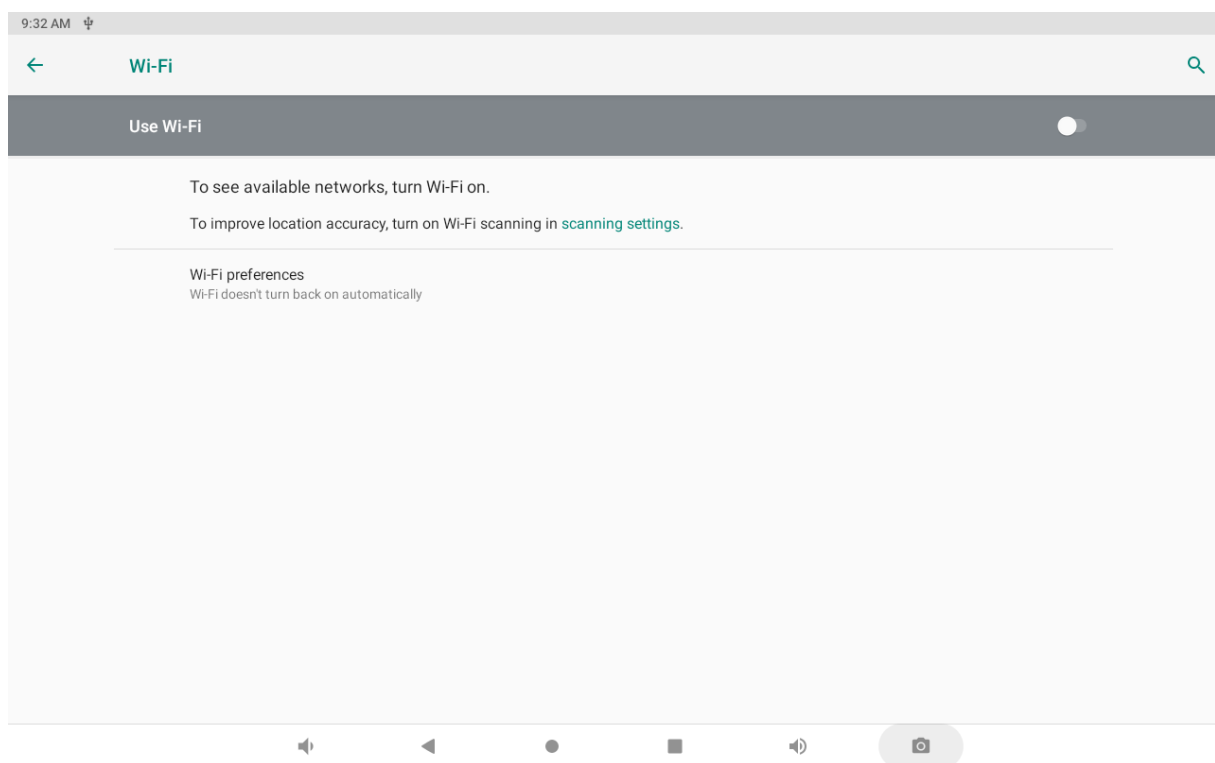 9:32 AM
Wi-Fi
Use Wi-Fi
To see available networks, turn Wi-Fi on.
To improve location accuracy, turn on Wi-Fi scanning in scanning settings.
Wi-Fi preferences
Wi-Fi doesn't turn back on automatically